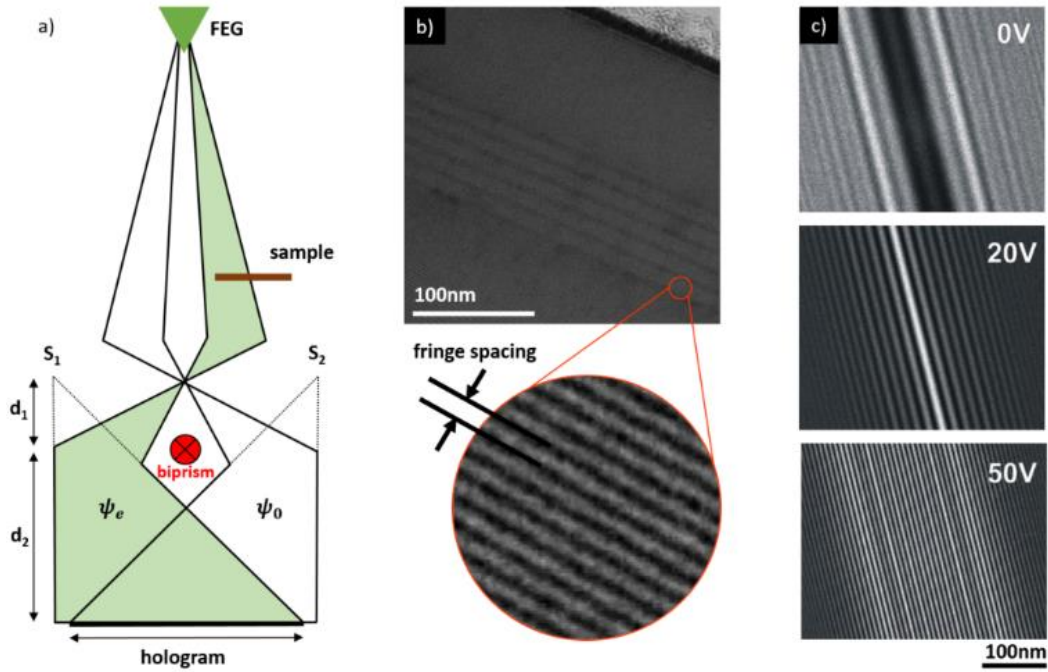 a)
FEG
sample
S₁
S₂
d₁
biprism
ψₑ
ψ₀
d₂
hologram
b)
100nm
fringe spacing
c)
0V
20V
50V
100nm